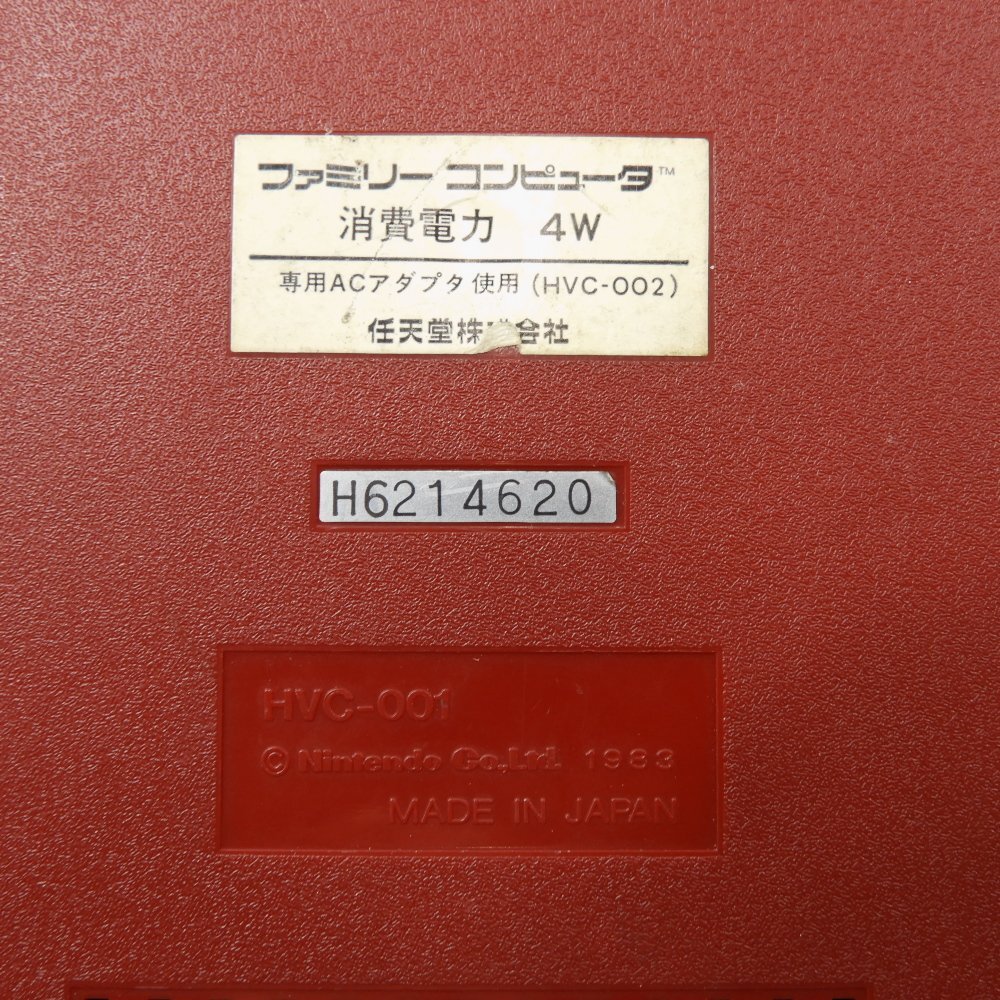 ファミリーコンピュータ™
消費電力 4W
専用ACアダプタ使用 (HVC-002)
任天堂株 会社
H6214620
HVC-001
© Nintendo Co.,Ltd. 1983
MADE IN JAPAN